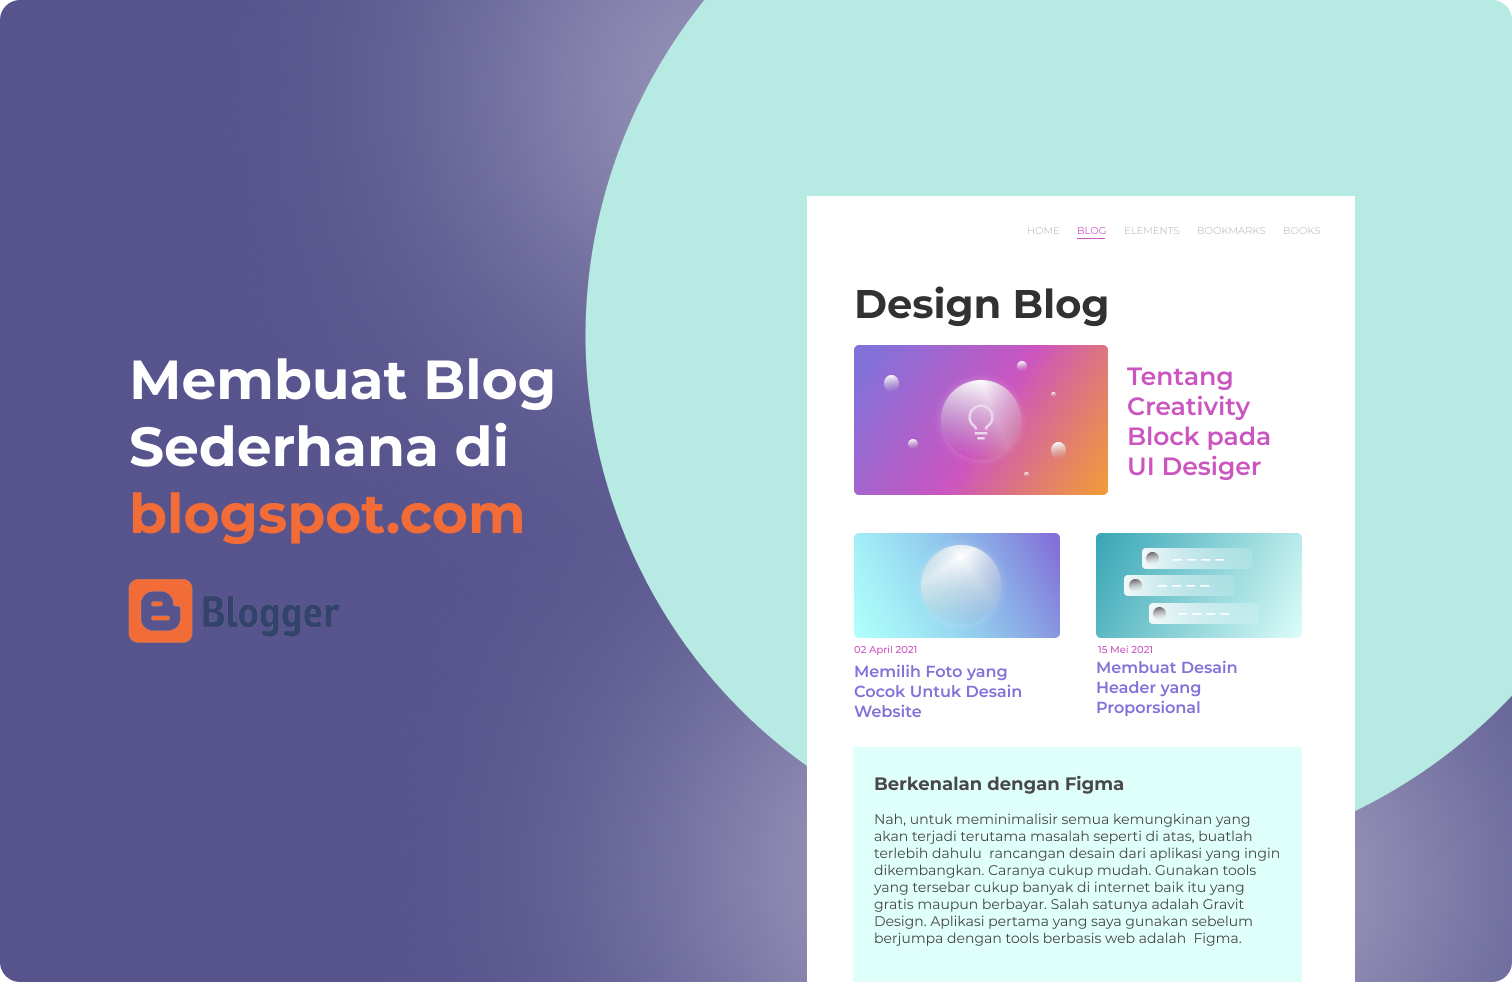 Membuat Blog
Sederhana di
blogspot.com
Blogger
HOME BLOG ELEMENTS BOOKMARKS BOOKS
Design Blog
Tentang
Creativity
Block pada
UI Desiger
02 April 2021
Memilih Foto yang
Cocok Untuk Desain
Website
15 Mei 2021
Membuat Desain
Header yang
Proporsional
Berkenalan dengan Figma
Nah, untuk meminimalisir semua kemungkinan yang
akan terjadi terutama masalah seperti di atas, buatlah
terlebih dahulu  rancangan desain dari aplikasi yang ingin
dikembangkan. Caranya cukup mudah. Gunakan tools
yang tersebar cukup banyak di internet baik itu yang
gratis maupun berbayar. Salah satunya adalah Gravit
Design. Aplikasi pertama yang saya gunakan sebelum
berjumpa dengan tools berbasis web adalah  Figma.